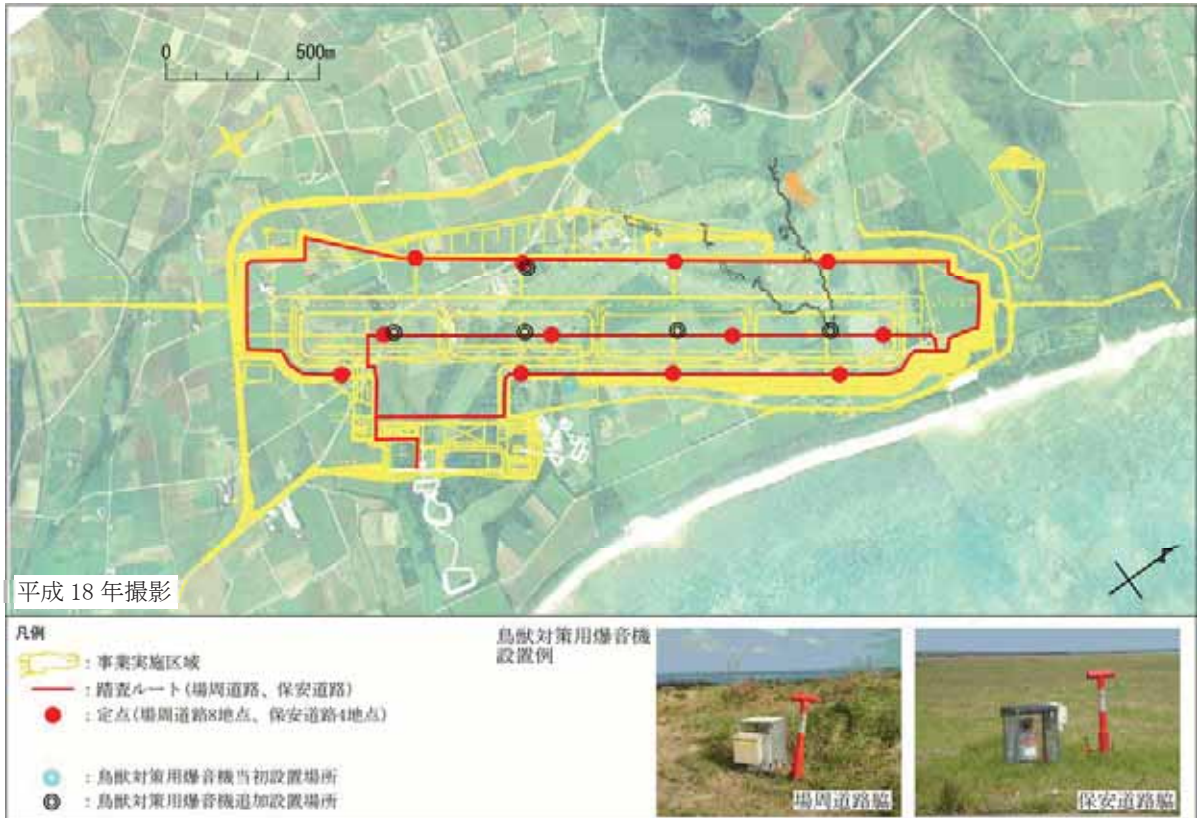 0 500m
平成 18 年撮影
凡例
：事業実施区域
：踏査ルート(場周道路、保安道路)
：定点(場周道路8地点、保安道路4地点)
：鳥獣対策用爆音機当初設置場所
：鳥獣対策用爆音機追加設置場所
鳥獣対策用爆音機
設置例
場周道路脇
保安道路脇